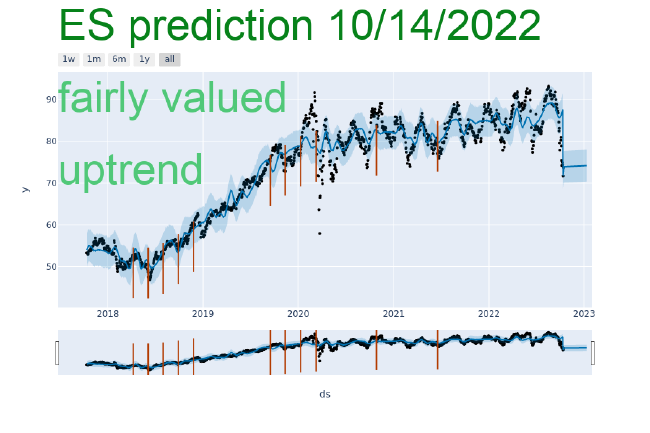 ES prediction 10/14/2022
1w 1m 6m 1y all
fairly valued
uptrend
90
80
70
60
50
y
2018 2019 2020 2021 2022 2023
ds